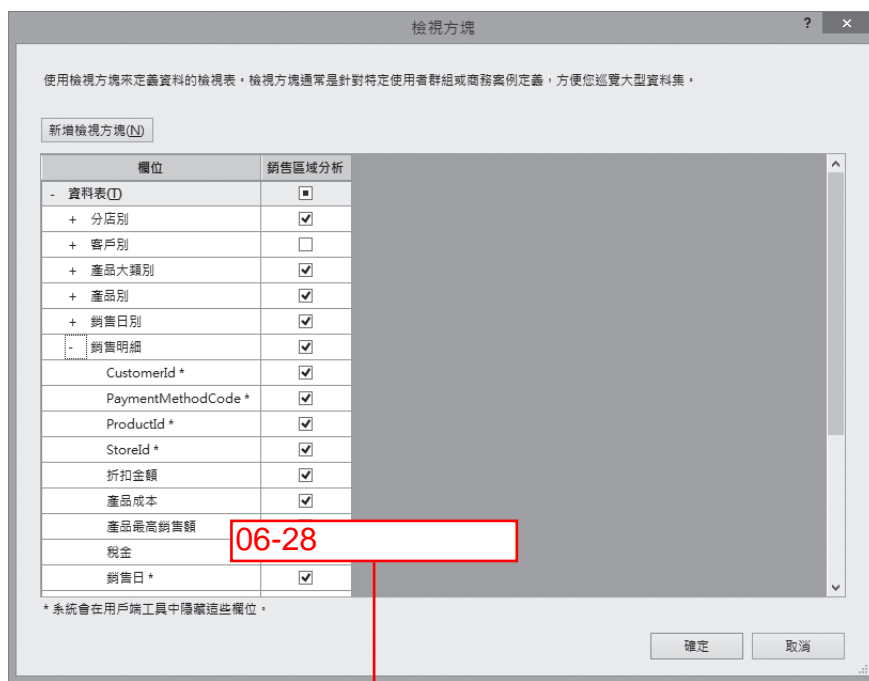 檢視方塊
? ×
使用檢視方塊來定義資料的檢視表。檢視方塊通常是針對特定使用者群組或商務案例定義,方便您巡覽大型資料集。
新增檢視方塊(N)
欄位 銷售區域分析
- 資料表(T)
+ 分店別
+ 客戶別
+ 產品大類別
+ 產品別
+ 銷售日別
- 銷售明細
CustomerId *
PaymentMethodCode *
ProductId *
StoreId *
折扣金額
產品成本
產品最高銷售額
06-28
稅金
銷售日 *
* 系統會在用戶端工具中隱藏這些欄位。
確定 取消